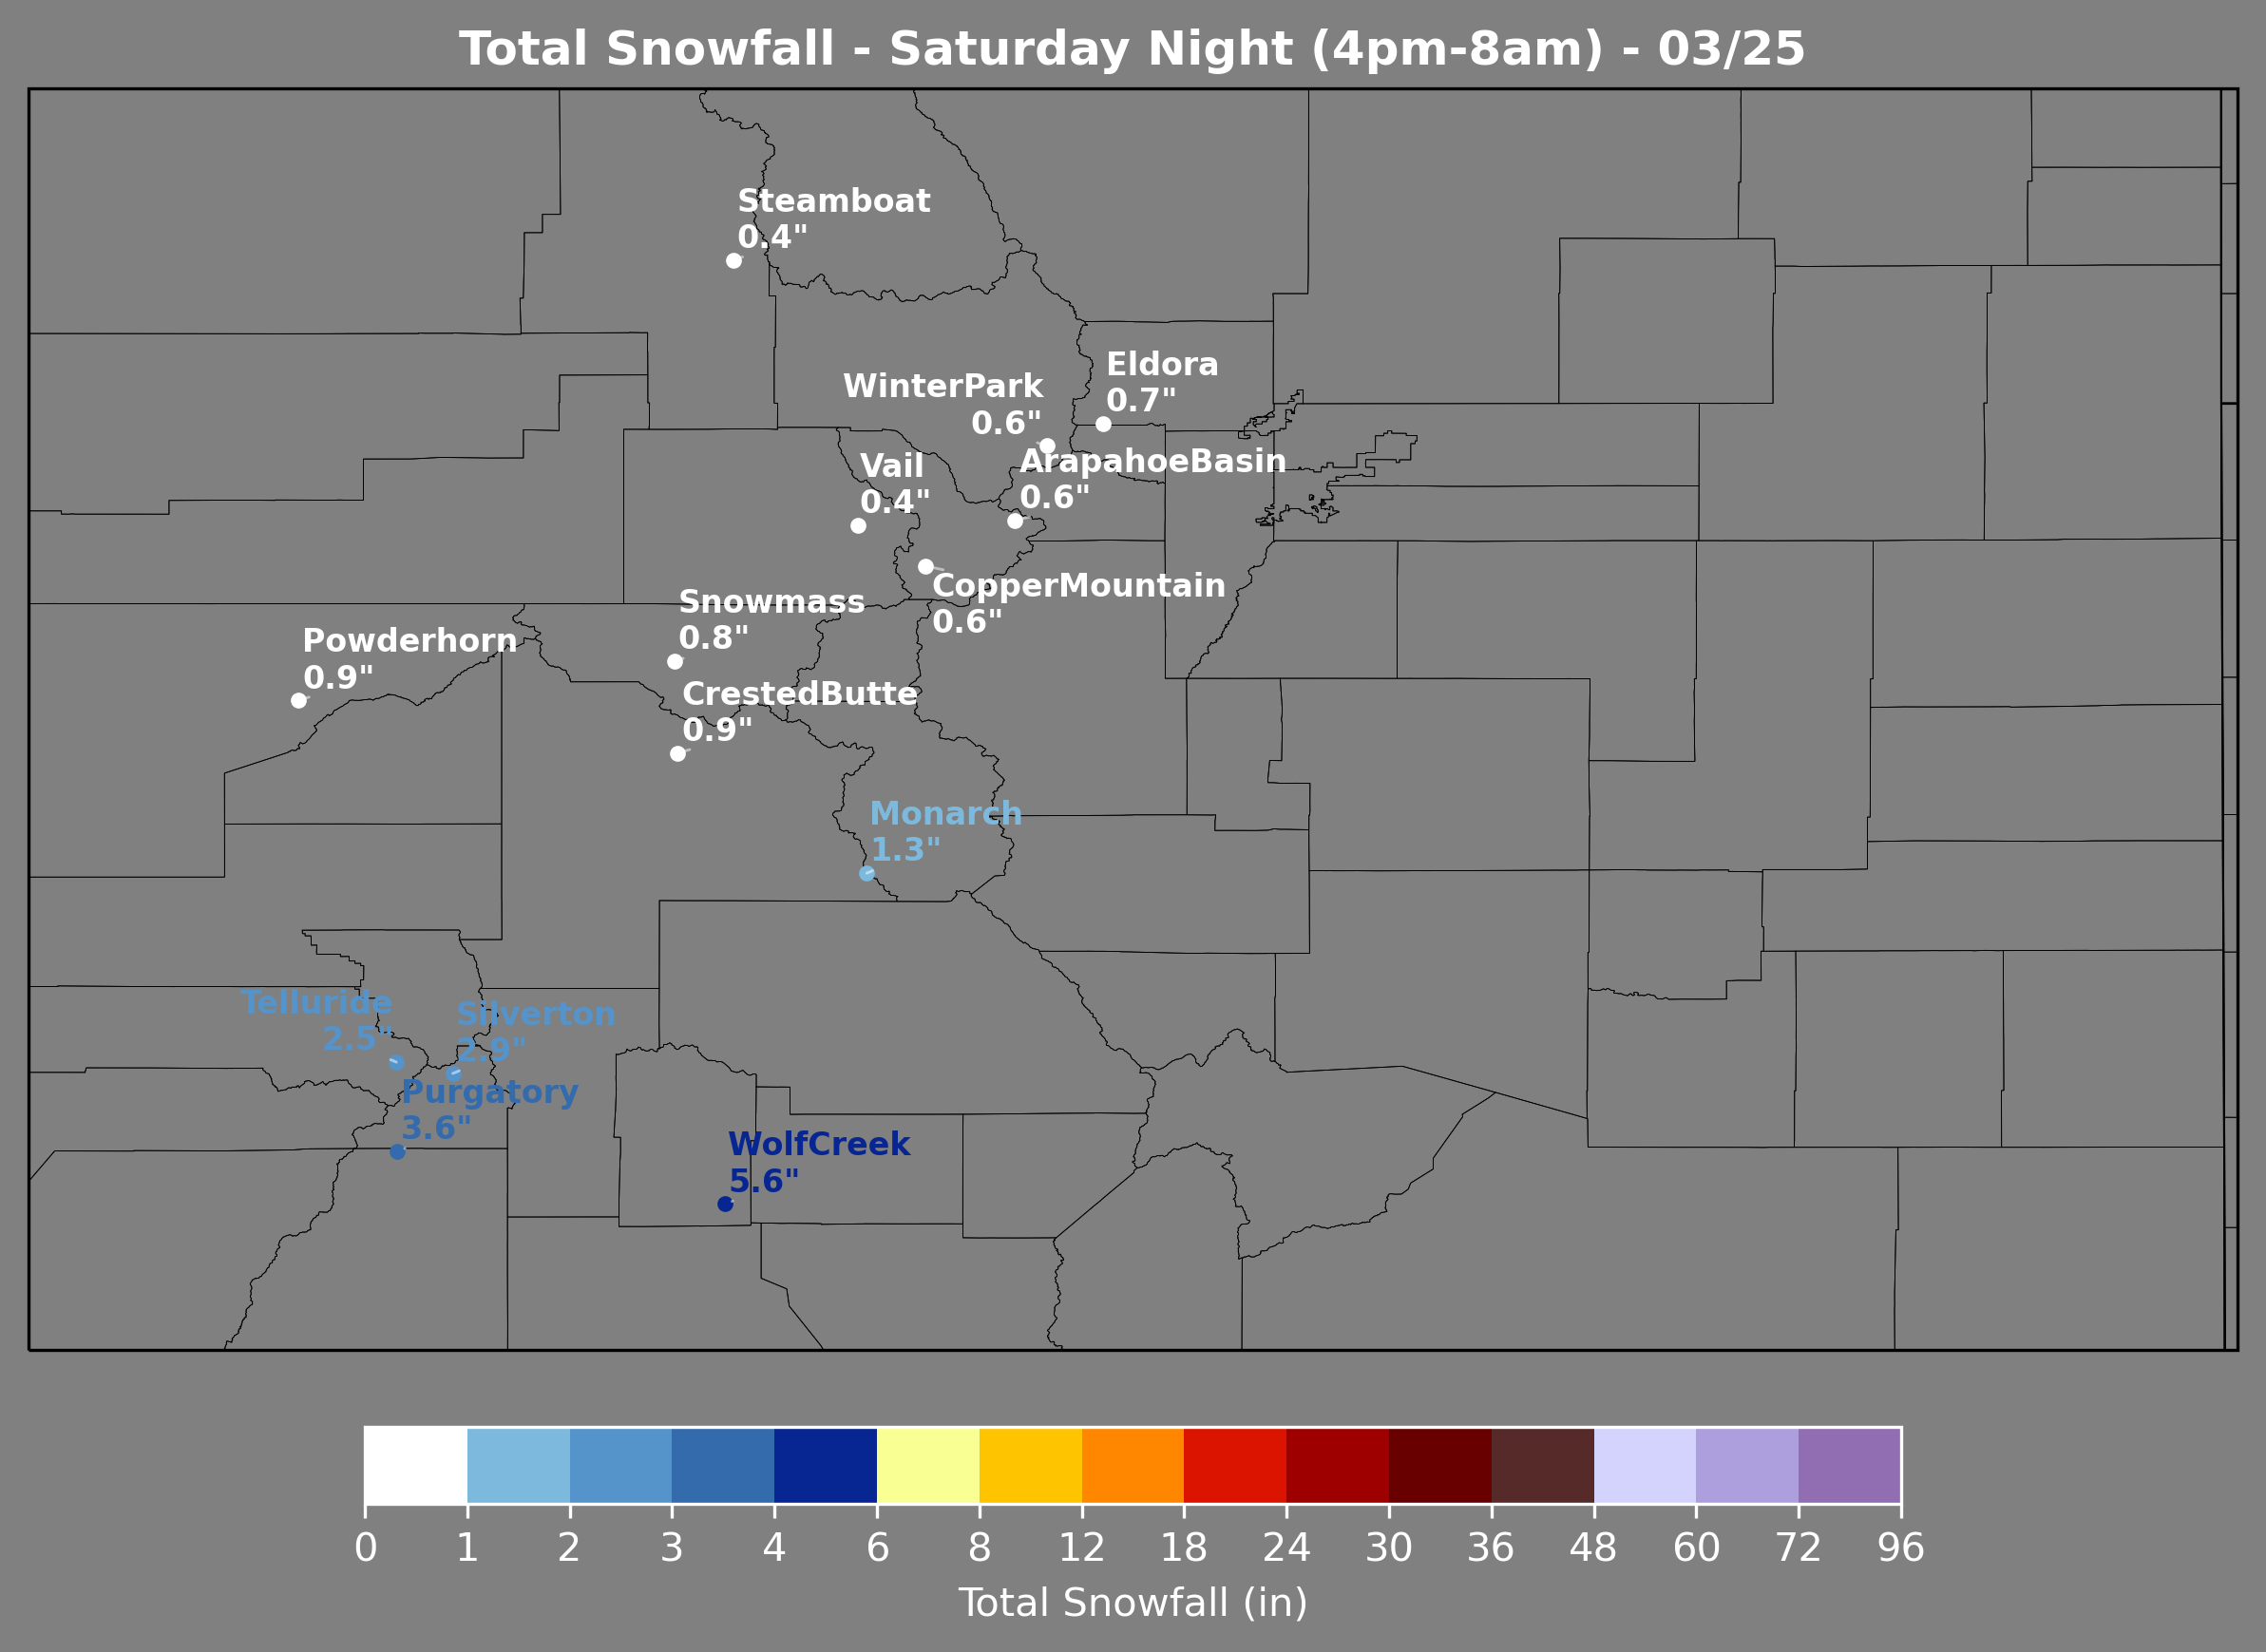 Total Snowfall - Saturday Night (4pm-8am) - 03/25
Steamboat
0.4"
Eldora
0.7"
WinterPark
0.6"
ArapahoeBasin
0.6"
Vail
0.4"
CopperMountain
0.6"
Snowmass
0.8"
Powderhorn
0.9"
CrestedButte
0.9"
Monarch
1.3"
Telluride
2.5"
Silverton
2.9"
Purgatory
3.6"
WolfCreek
5.6"
0 1 2 3 4 6 8 12 18 24 30 36 48 60 72 96
Total Snowfall (in)